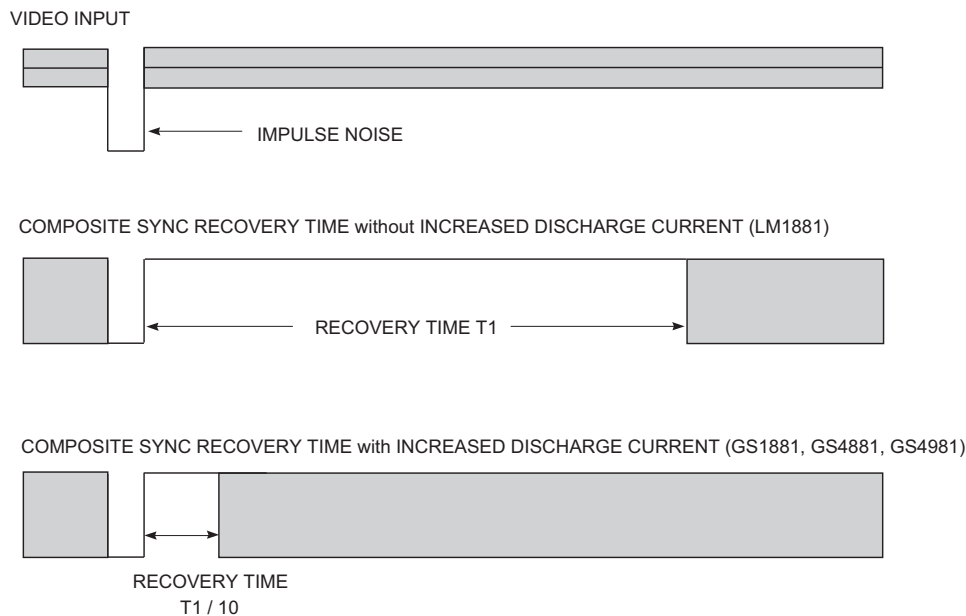 VIDEO INPUT
IMPULSE NOISE
COMPOSITE SYNC RECOVERY TIME without INCREASED DISCHARGE CURRENT (LM1881)
RECOVERY TIME T1
COMPOSITE SYNC RECOVERY TIME with INCREASED DISCHARGE CURRENT (GS1881, GS4881, GS4981)
RECOVERY TIME
T1 / 10